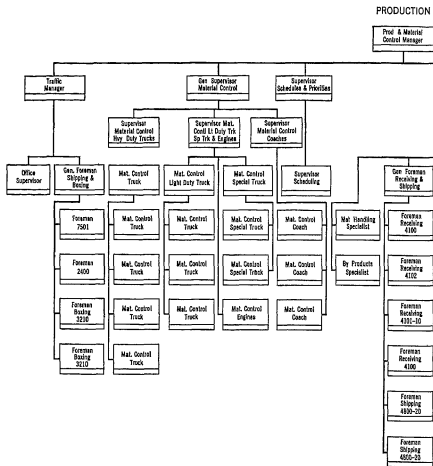 PRODUCTION
Prod & Material
Control Manager
Traffic
Manager
Gen Supervisor
Material Control
Supervisor
Schedules & Priorities
Supervisor
Material Control
Hvy Duty Trucks
Supervisor Mat.
Contl Lt Duty Trk
Sp Trk & Engines
Supervisor
Material Control
Coaches
Office
Supervisor
Gen. Foreman
Shipping &
Boxing
Mat. Control
Truck
Mat. Control
Light Duty Truck
Mat. Control
Special Truck
Supervisor
Scheduling
Gen Foreman
Receiving &
Shipping
Foreman
7501
Mat. Control
Truck
Mat. Control
Truck
Mat. Control
Special Truck
Mat. Control
Coach
Mat Handling
Specialist
Foreman
Receiving
4100
Foreman
2400
Mat. Control
Truck
Mat. Control
Truck
Mat. Control
Special Truck
Mat. Control
Coach
By Products
Specialist
Foreman
Receiving
4102
Foreman
Boxing
3210
Mat. Control
Truck
Mat. Control
Truck
Mat. Control
Engines
Mat. Control
Coach
Foreman
Receiving
4100-10
Foreman
Boxing
3210
Mat. Control
Truck
Foreman
Receiving
4100
Foreman
Shipping
4800-20
Foreman
Shipping
4800-20